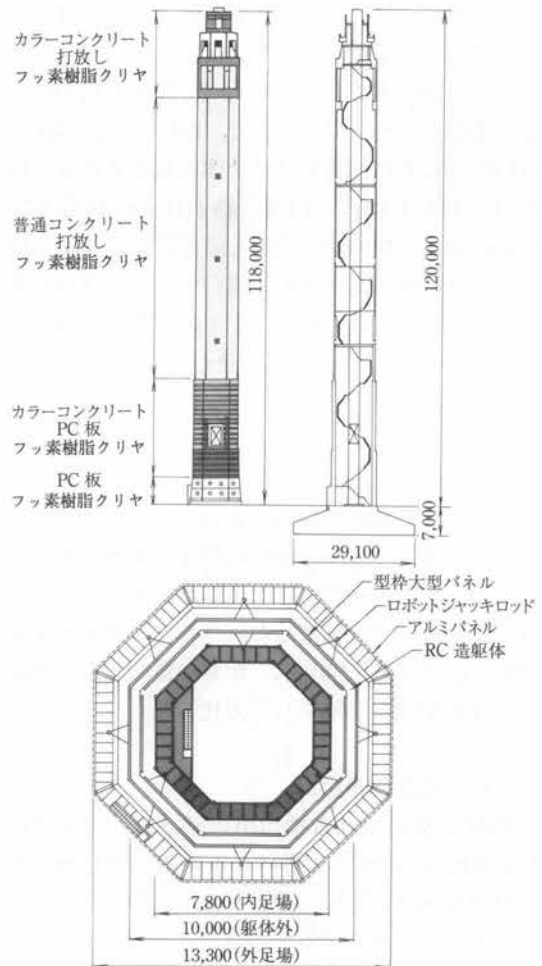 カラーコンクリート
打放し
フッ素樹脂クリヤ
普通コンクリート
打放し
フッ素樹脂クリヤ
カラーコンクリート
PC 板
フッ素樹脂クリヤ
PC 板
フッ素樹脂クリヤ
118,000
120,000
7,000
29,100
型枠大型パネル
ロボットジャッキロッド
アルミパネル
RC 造躯体
7,800(内足場)
10,000(躯体外)
13,300(外足場)